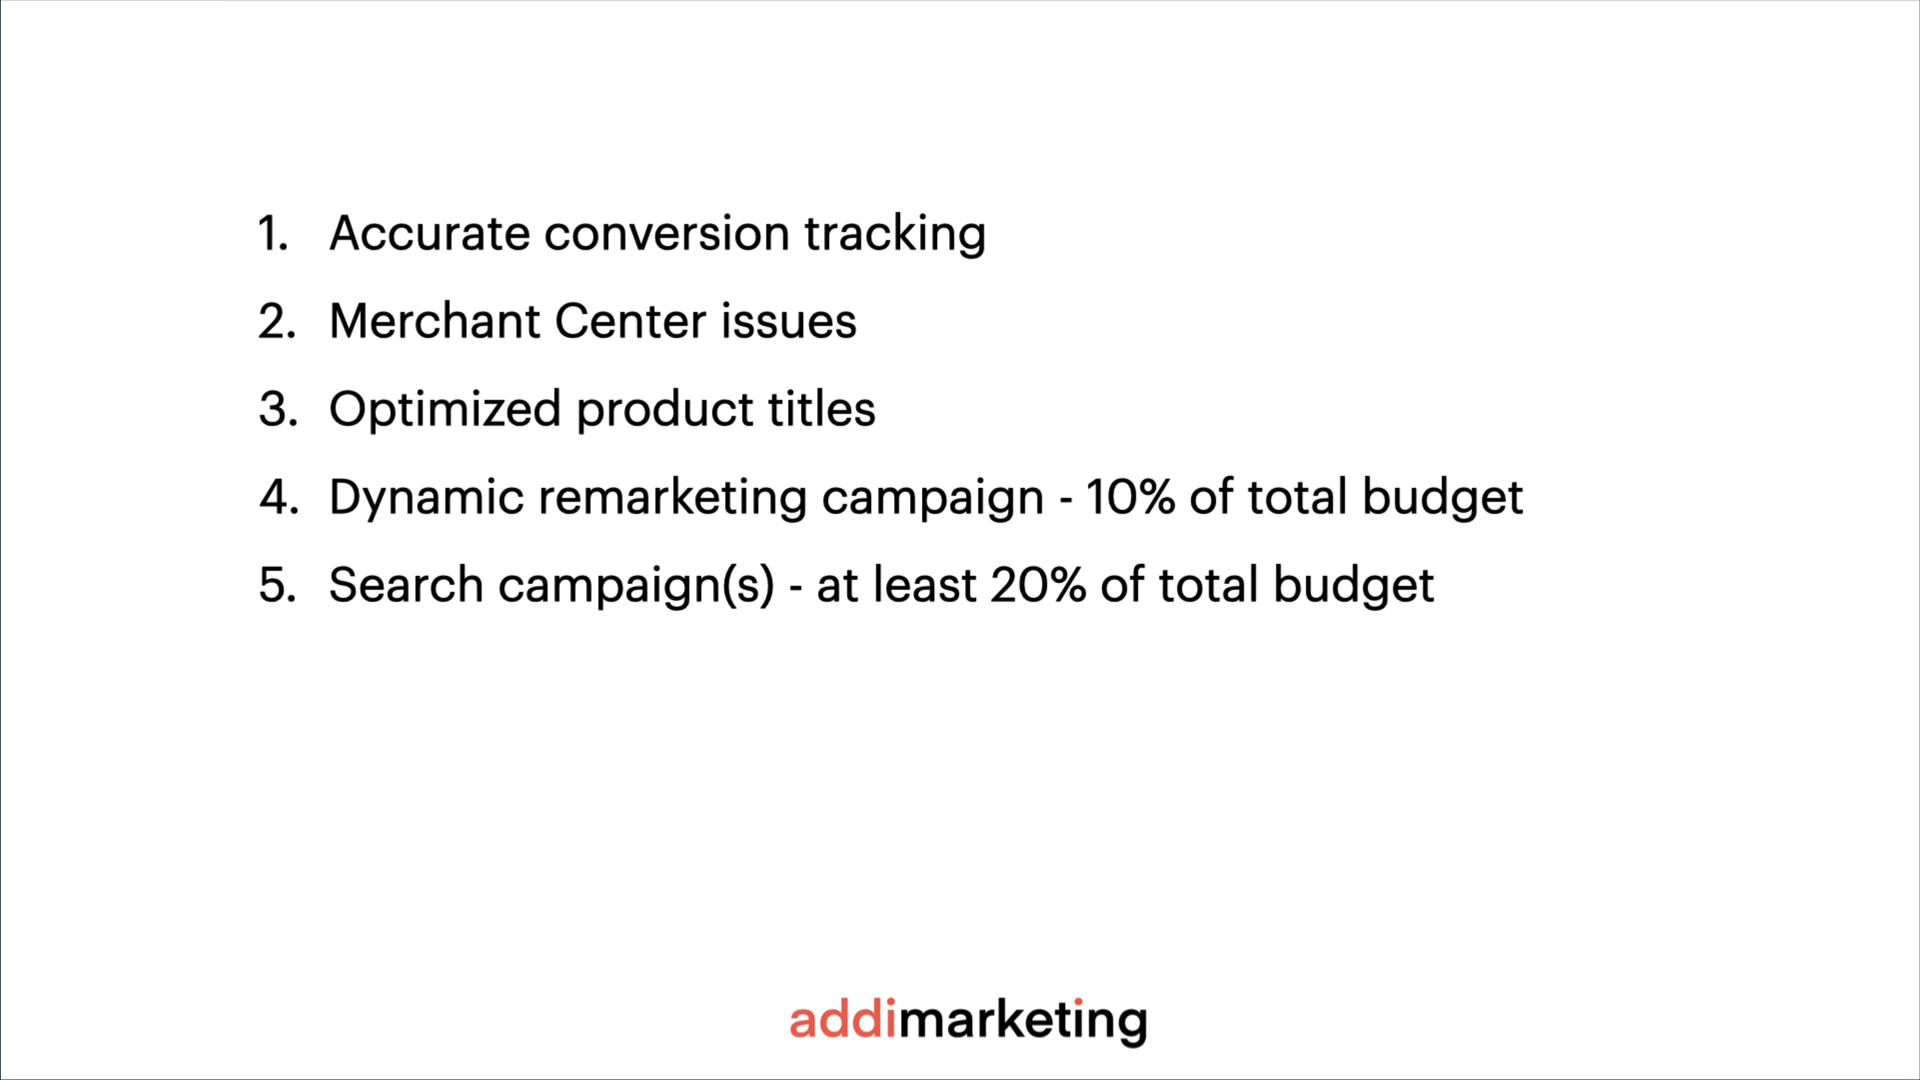 1. Accurate conversion tracking
2. Merchant Center issues
3. Optimized product titles
4. Dynamic remarketing campaign - 10% of total budget
5. Search campaign(s) - at least 20% of total budget
addimarketing